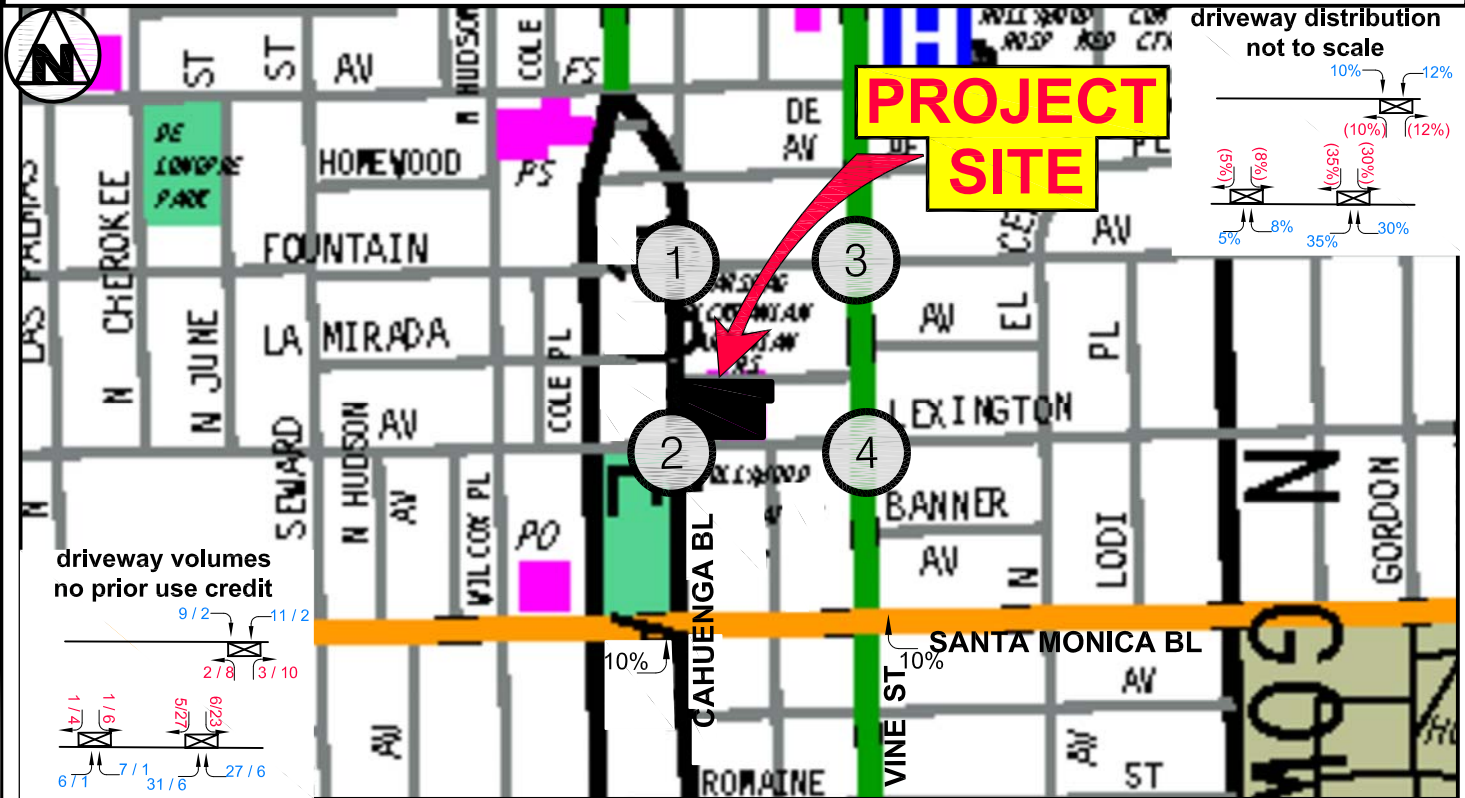 N
driveway distribution
not to scale
10%
12%
(10%)
(12%)
(5%)
(8%)
(35%)
(30%)
5%
8%
35%
30%
PROJECT
SITE
H
ST
ST
AV
N HUDSON
COLE
FS
DE
AV
DE
LONGPRE
PARK
HOMEWOOD
PS
FOUNTAIN
AV
LAS PALMAS
N CHEROKEE
N JUNE
LA MIRADA
COLE PL
AV
EL
PL
1
2
3
4
LEXINGTON
AV
SEWARD
N HUDSON
AV
WILCOX PL
PO
BANNER
AV
N
N
LODI
GORDON
N
GOW
CAHUENGA BL
VINE ST
SANTA MONICA BL
10%
10%
AV
AV
AV
ST
ROMAINE
driveway volumes
no prior use credit
9 / 2
11 / 2
2 / 8
3 / 10
1 / 4
1 / 6
5/27
6/23
6 / 1
7 / 1
31 / 6
27 / 6